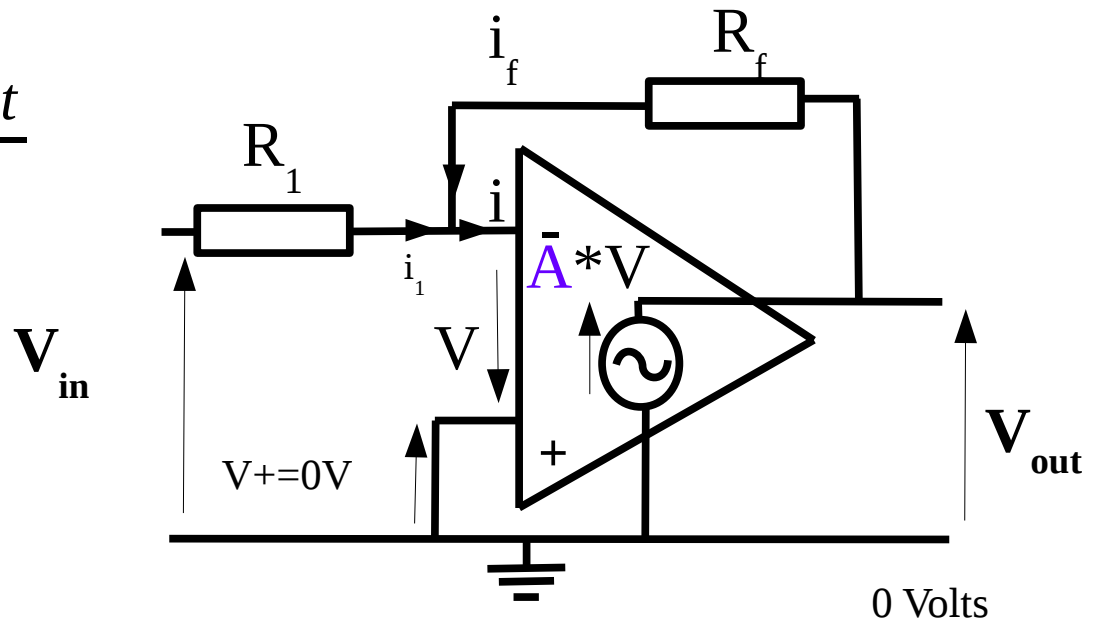 t
i f
R f
R 1
i
i 1
- A*V
V
V in
V+=0V
+
V out
0 Volts